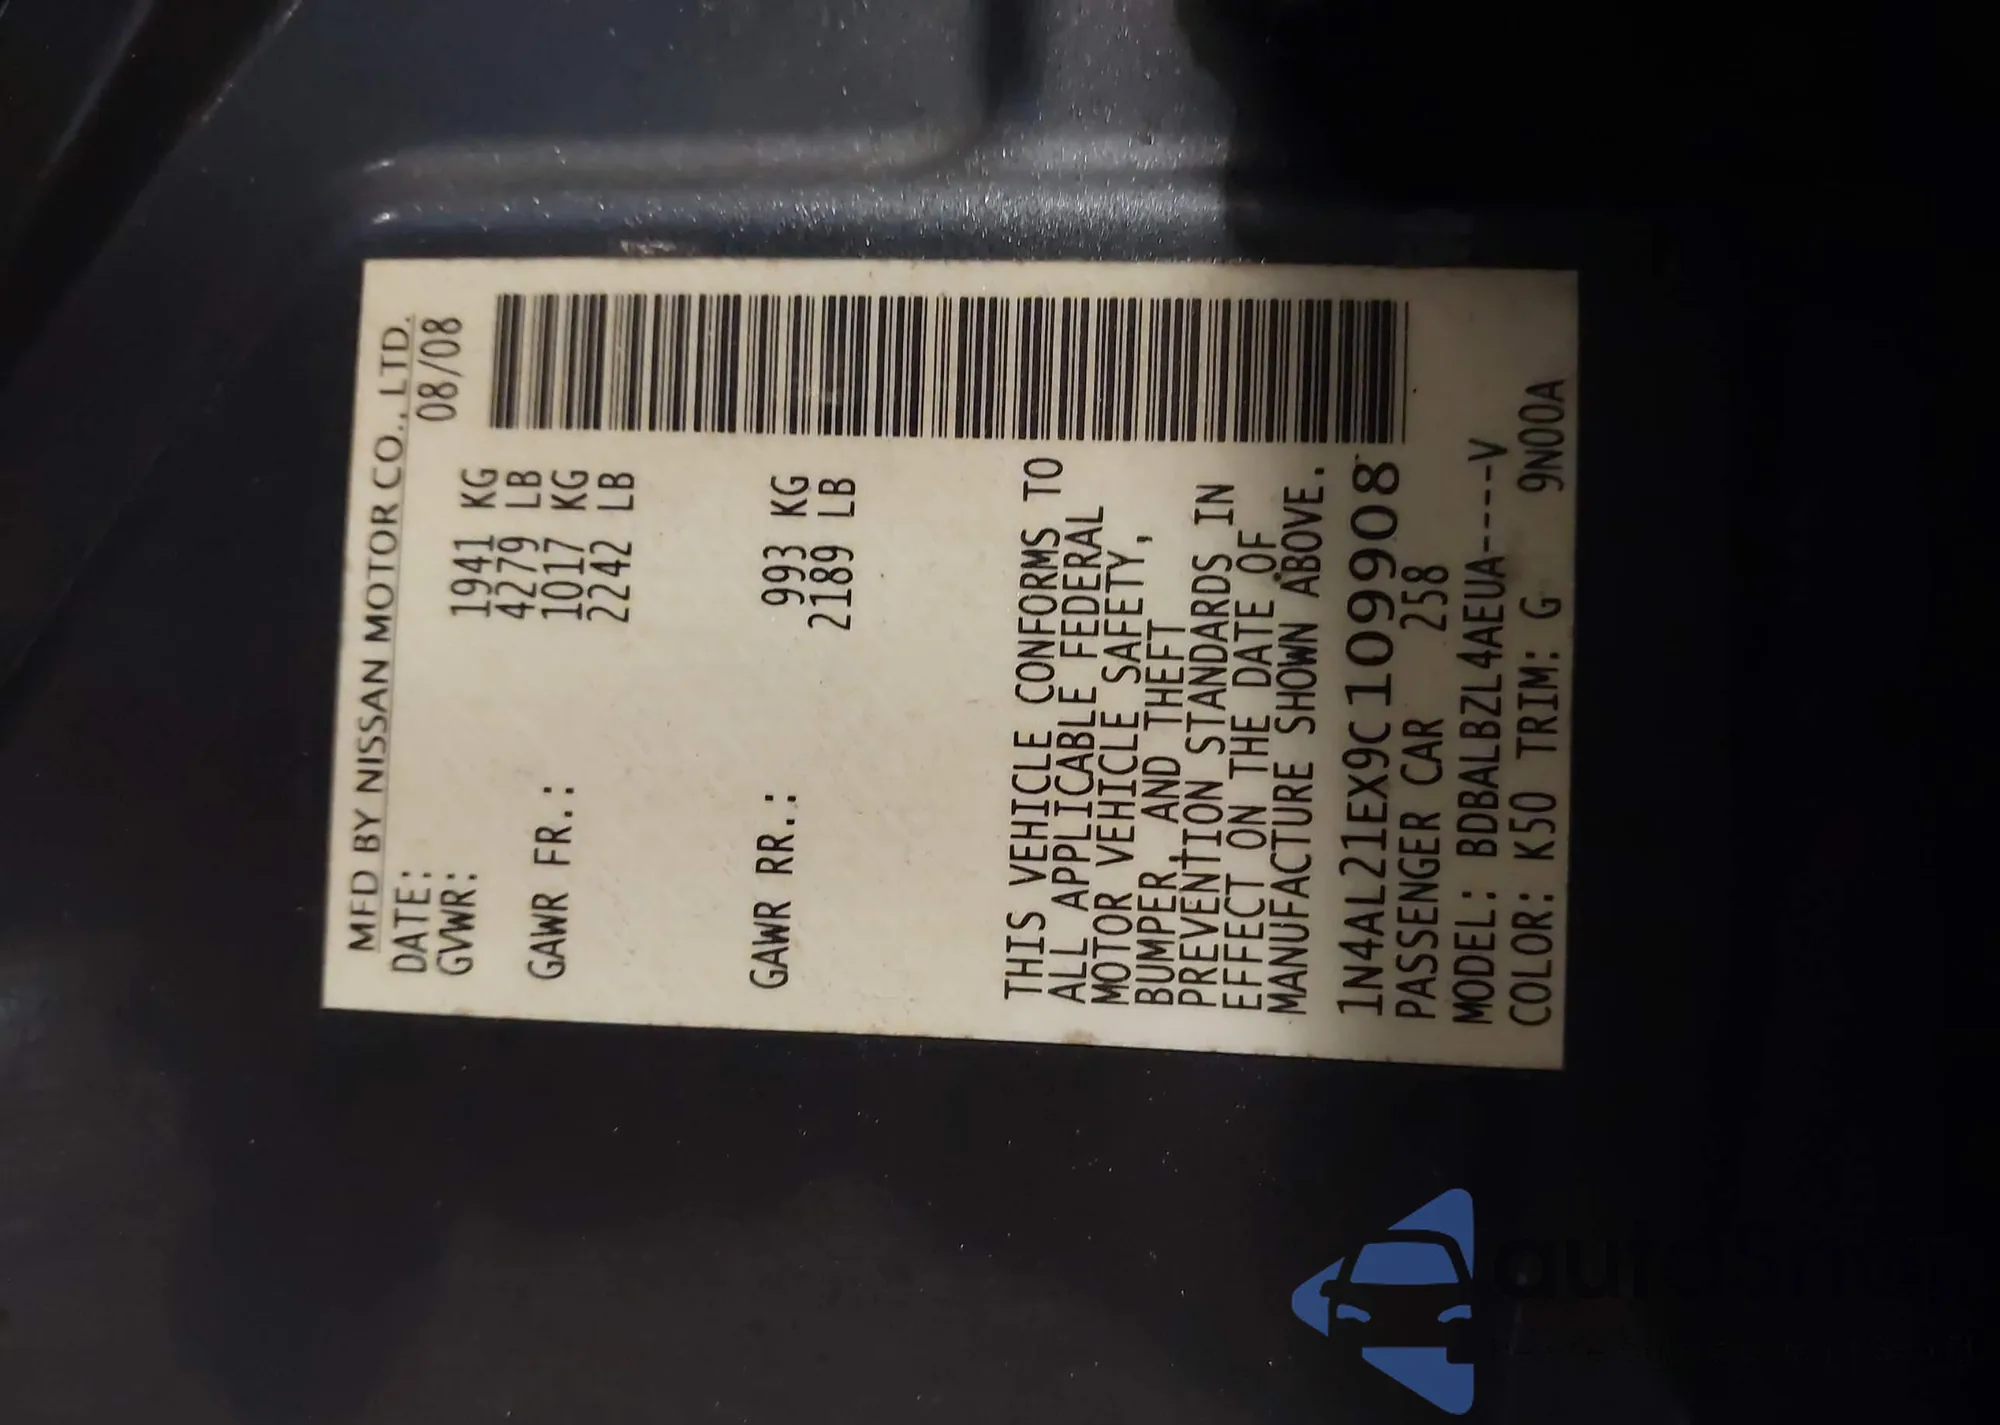 MFD BY NISSAN MOTOR CO., LTD.
DATE: 08/08
GVWR: 1941 KG
4279 LB
GAWR FR.: 1017 KG
2242 LB
GAWR RR.: 993 KG
2189 LB
THIS VEHICLE CONFORMS TO
ALL APPLICABLE FEDERAL
MOTOR VEHICLE SAFETY,
BUMPER, AND THEFT
PREVENTION STANDARDS IN
EFFECT ON THE DATE OF
MANUFACTURE SHOWN ABOVE.
1N4AL21EX9C109908
PASSENGER CAR 258
MODEL: BDBALBZL4AEUA----V
COLOR: K50 TRIM: G 9N00A